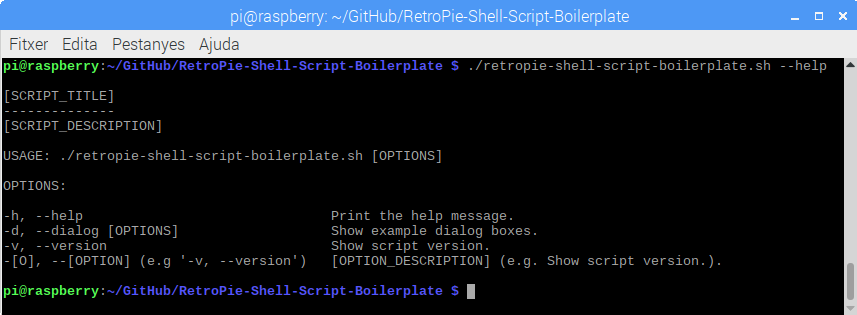 pi@raspberry: ~/GitHub/RetroPie-Shell-Script-Boilerplate
Fitxer Edita Pestanyes Ajuda
pi@raspberry:~/GitHub/RetroPie-Shell-Script-Boilerplate $ ./retropie-shell-script-boilerplate.sh --help
[SCRIPT_TITLE]
--------------
[SCRIPT_DESCRIPTION]
USAGE: ./retropie-shell-script-boilerplate.sh [OPTIONS]
OPTIONS:
-h, --help Print the help message.
-d, --dialog [OPTIONS] Show example dialog boxes.
-v, --version Show script version.
-[O], --[OPTION] (e.g '-v, --version') [OPTION_DESCRIPTION] (e.g. Show script version.).
pi@raspberry:~/GitHub/RetroPie-Shell-Script-Boilerplate $